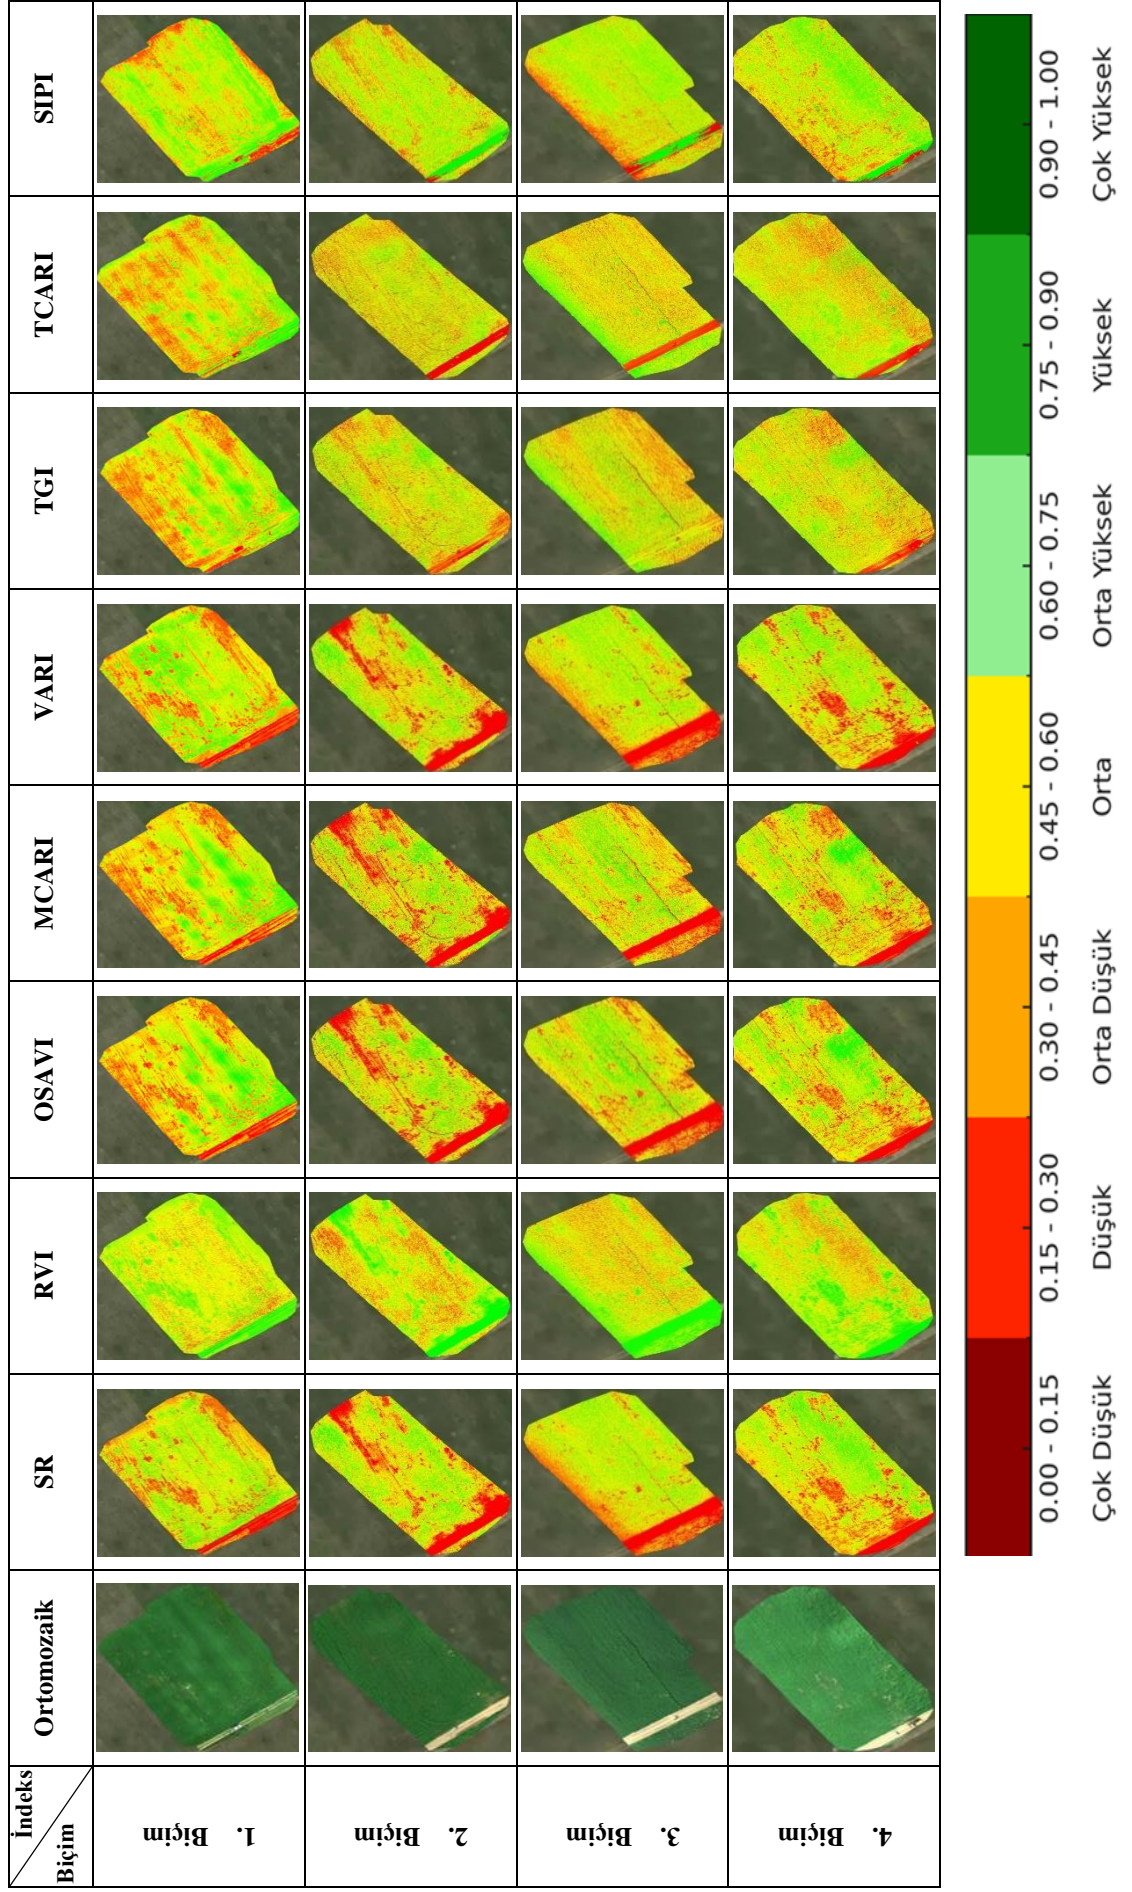 İndeks
Biçim
Ortomozaik
SR
RVI
OSAVI
MCARI
VARI
TGI
TCARI
SIPI
1. Biçim
2. Biçim
3. Biçim
4. Biçim
0.00 - 0.15
0.15 - 0.30
0.30 - 0.45
0.45 - 0.60
0.60 - 0.75
0.75 - 0.90
0.90 - 1.00
Çok Düşük
Düşük
Orta Düşük
Orta
Orta Yüksek
Yüksek
Çok Yüksek